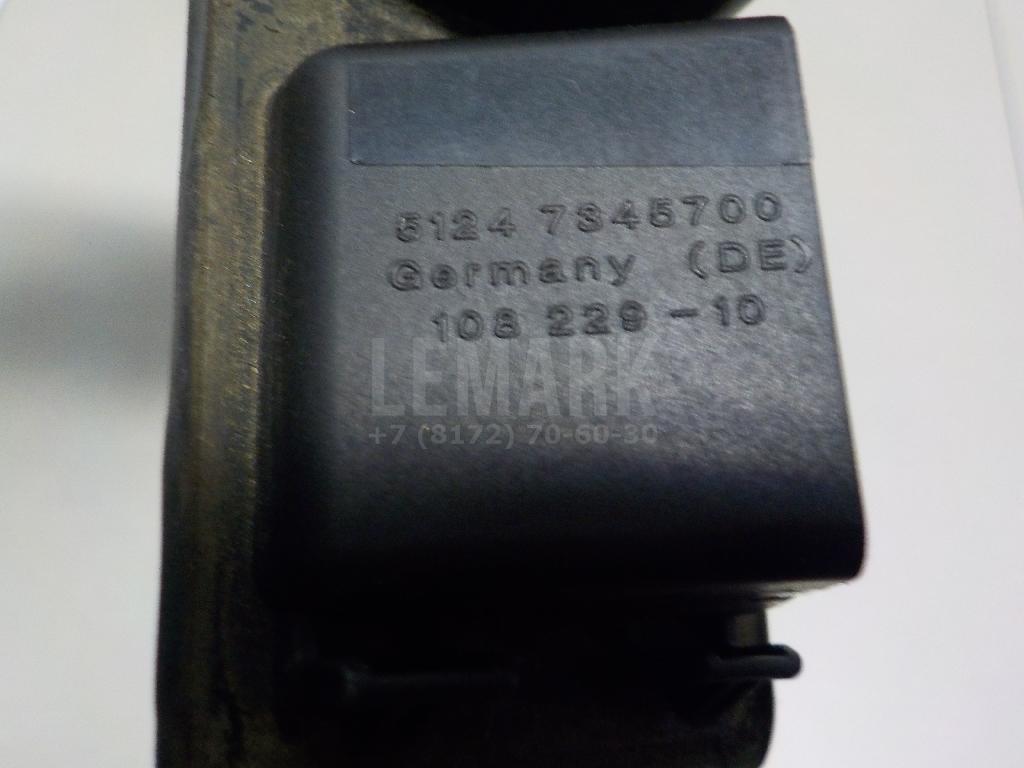 5124 7345700
Germany (DE)
108 229-10
LEMARK
+7 (8172) 70-60-30